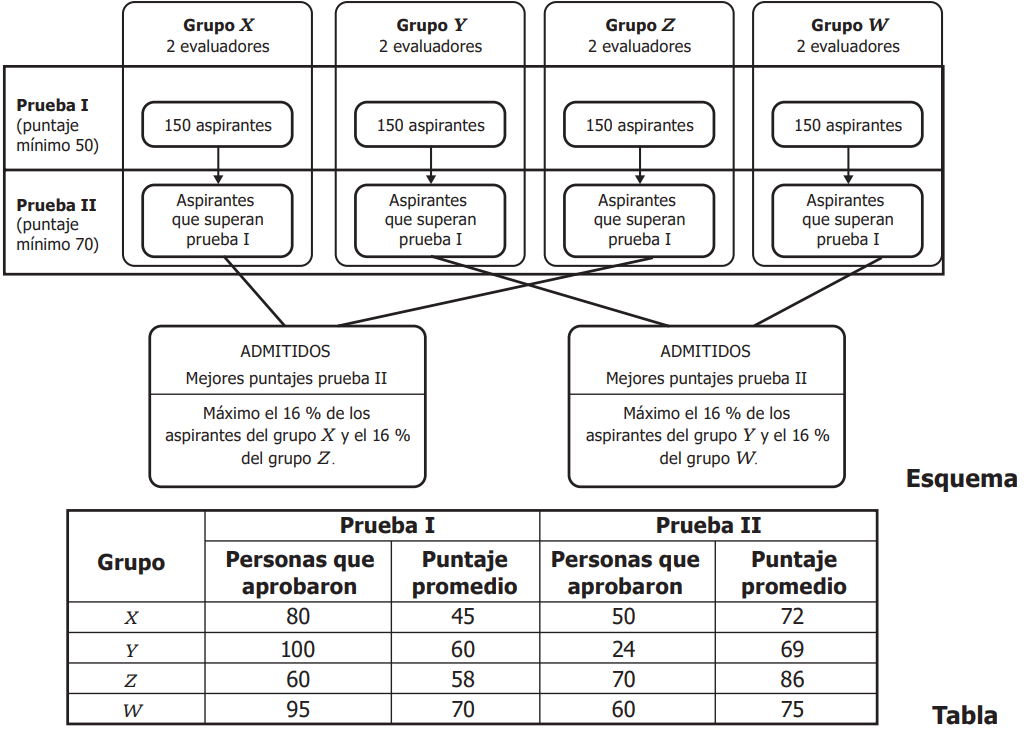 Grupo X
2 evaluadores
Grupo Y
2 evaluadores
Grupo Z
2 evaluadores
Grupo W
2 evaluadores
Prueba I
(puntaje
mínimo 50)
150 aspirantes
150 aspirantes
150 aspirantes
150 aspirantes
Prueba II
(puntaje
mínimo 70)
Aspirantes
que superan
prueba I
Aspirantes
que superan
prueba I
Aspirantes
que superan
prueba I
Aspirantes
que superan
prueba I
ADMITIDOS
Mejores puntajes prueba II
Máximo el 16 % de los
aspirantes del grupo X y el 16 %
del grupo Z.
ADMITIDOS
Mejores puntajes prueba II
Máximo el 16 % de los
aspirantes del grupo Y y el 16 %
del grupo W.
Esquema
Grupo
Prueba I
Prueba II
Personas que
aprobaron
Puntaje
promedio
Personas que
aprobaron
Puntaje
promedio
X 80 45 50 72
Y 100 60 24 69
Z 60 58 70 86
W 95 70 60 75
Tabla